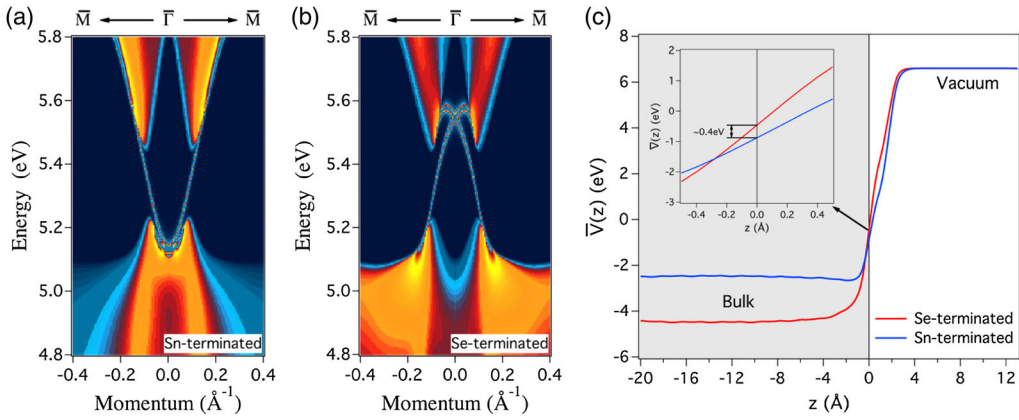 (a)
M̅ ← Γ̅ → M̅
5.8
5.6
5.4
5.2
5.0
4.8
Energy (eV)
Sn-terminated
-0.4 -0.2 0.0 0.2 0.4
Momentum (Å⁻¹)
(b)
M̅ ← Γ̅ → M̅
5.8
5.6
5.4
5.2
5.0
4.8
Energy (eV)
Se-terminated
-0.4 -0.2 0.0 0.2 0.4
Momentum (Å⁻¹)
(c)
8
6
4
2
0
-2
-4
-6
V̅(z) (eV)
2
1
0
-1
-2
-3
V̅(z) (eV)
~0.4eV
-0.4 -0.2 0.0 0.2 0.4
z (Å)
Vacuum
Bulk
Se-terminated
Sn-terminated
-20 -16 -12 -8 -4 0 4 8 12
z (Å)